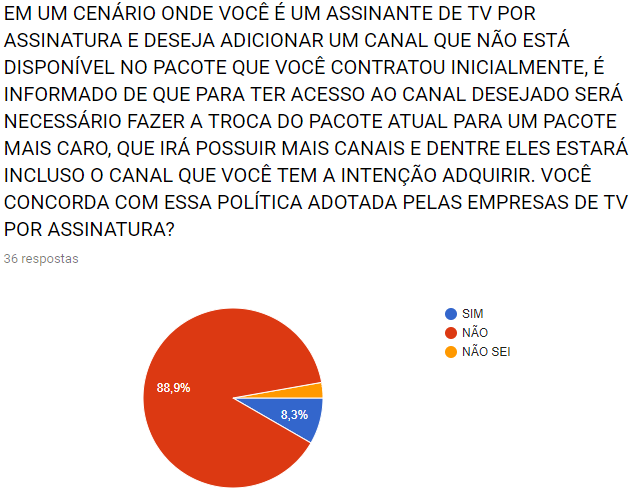 EM UM CENÁRIO ONDE VOCÊ É UM ASSINANTE DE TV POR
ASSINATURA E DESEJA ADICIONAR UM CANAL QUE NÃO ESTÁ
DISPONÍVEL NO PACOTE QUE VOCÊ CONTRATOU INICIALMENTE, É
INFORMADO DE QUE PARA TER ACESSO AO CANAL DESEJADO SERÁ
NECESSÁRIO FAZER A TROCA DO PACOTE ATUAL PARA UM PACOTE
MAIS CARO, QUE IRÁ POSSUIR MAIS CANAIS E DENTRE ELES ESTARÁ
INCLUSO O CANAL QUE VOCÊ TEM A INTENÇÃO ADQUIRIR. VOCÊ
CONCORDA COM ESSA POLÍTICA ADOTADA PELAS EMPRESAS DE TV
POR ASSINATURA?
36 respostas
SIM
NÃO
NÃO SEI
88,9%
8,3%